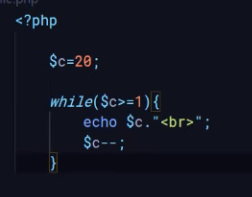 <?php
$c=20;
while($c>=1){
echo $c."<br>";
$c--;
}